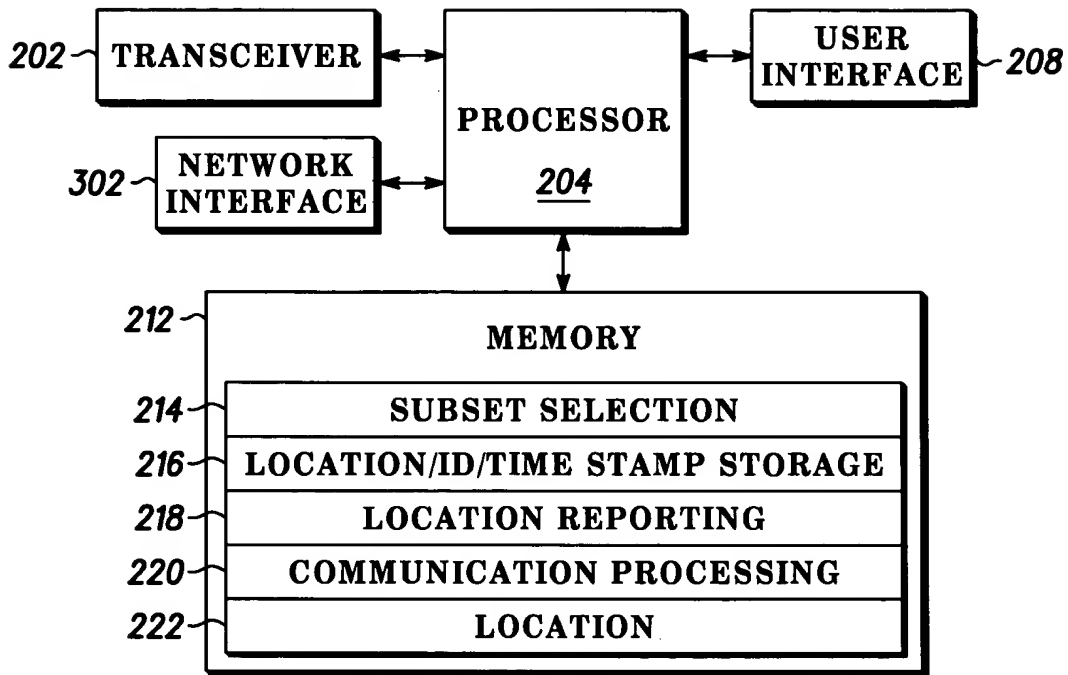 202
TRANSCEIVER
PROCESSOR
204
USER
INTERFACE
208
302
NETWORK
INTERFACE
212
MEMORY
214
SUBSET SELECTION
216
LOCATION/ID/TIME STAMP STORAGE
218
LOCATION REPORTING
220
COMMUNICATION PROCESSING
222
LOCATION